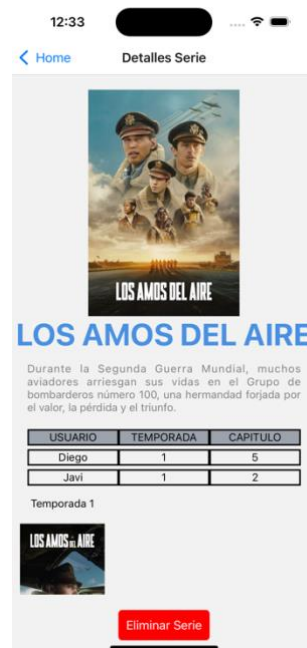 12:33
Home
Detalles Serie
LOS AMOS DEL AIRE
LOS AMOS DEL AIRE
Durante la Segunda Guerra Mundial, muchos
aviadores arriesgan sus vidas en el Grupo de
bombarderos número 100, una hermandad forjada por
el valor, la pérdida y el triunfo.
USUARIO TEMPORADA CAPITULO
Diego 1 5
Javi 1 2
Temporada 1
LOS AMOS DEL AIRE
Eliminar Serie